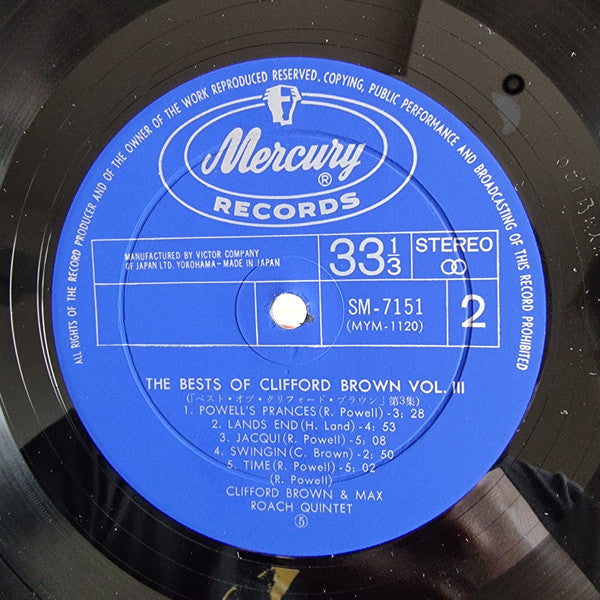 ALL RIGHTS OF THE RECORD PRODUCER AND OF THE OWNER OF THE WORK REPRODUCED RESERVED. COPYING, PUBLIC PERFORMANCE AND BROADCASTING OF THIS RECORD PROHIBITED
Mercury®
RECORDS
MANUFACTURED BY VICTOR COMPANY
OF JAPAN LTD. YOKOHAMA - MADE IN JAPAN
33⅓
STEREO
SM-7151
(MYM-1120)
2
THE BESTS OF CLIFFORD BROWN VOL. III
(「ベスト・オブ・クリフォード・ブラウン」第3集)
1. POWELL'S PRANCES (R. Powell) -3; 28
2. LANDS END (H. Land) -4; 53
3. JACQUI (R. Powell) -5; 08
4. SWINGIN (C. Brown) -2; 50
5. TIME (R. Powell) -5; 02
(R. Powell)
CLIFFORD BROWN & MAX
ROACH QUINTET